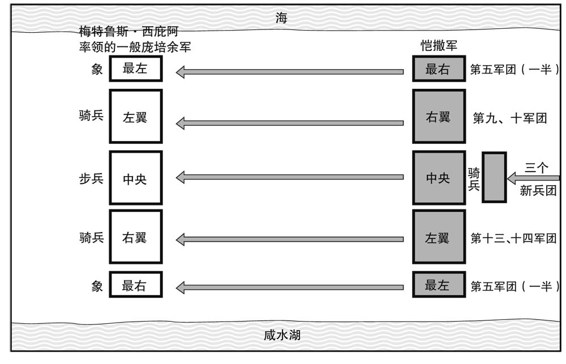 海
梅特鲁斯·西庇阿
率领的一般庞培余军
恺撒军
象 最左 最右 第五军团（一半）
骑兵 左翼 右翼 第九、十军团
步兵 中央 中央 骑兵 三个
新兵团
骑兵 右翼 左翼 第十三、十四军团
象 最右 最左 第五军团（一半）
咸水湖